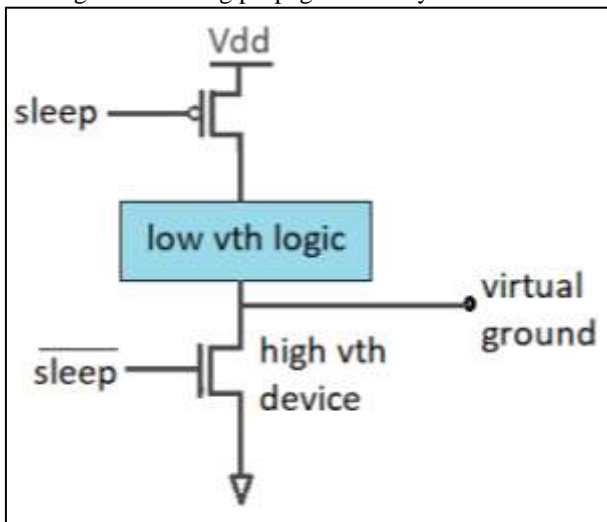 Vdd
sleep
low vth logic
virtual
ground
sleep
high vth
device